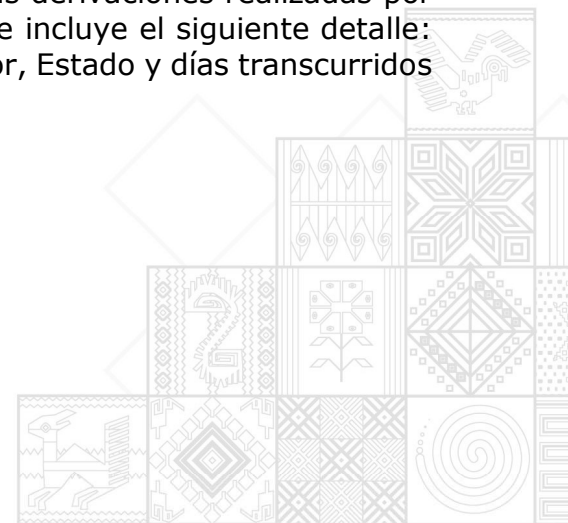 derivaciones realizadas por
e incluye el siguiente detalle:
or, Estado y días transcurridos